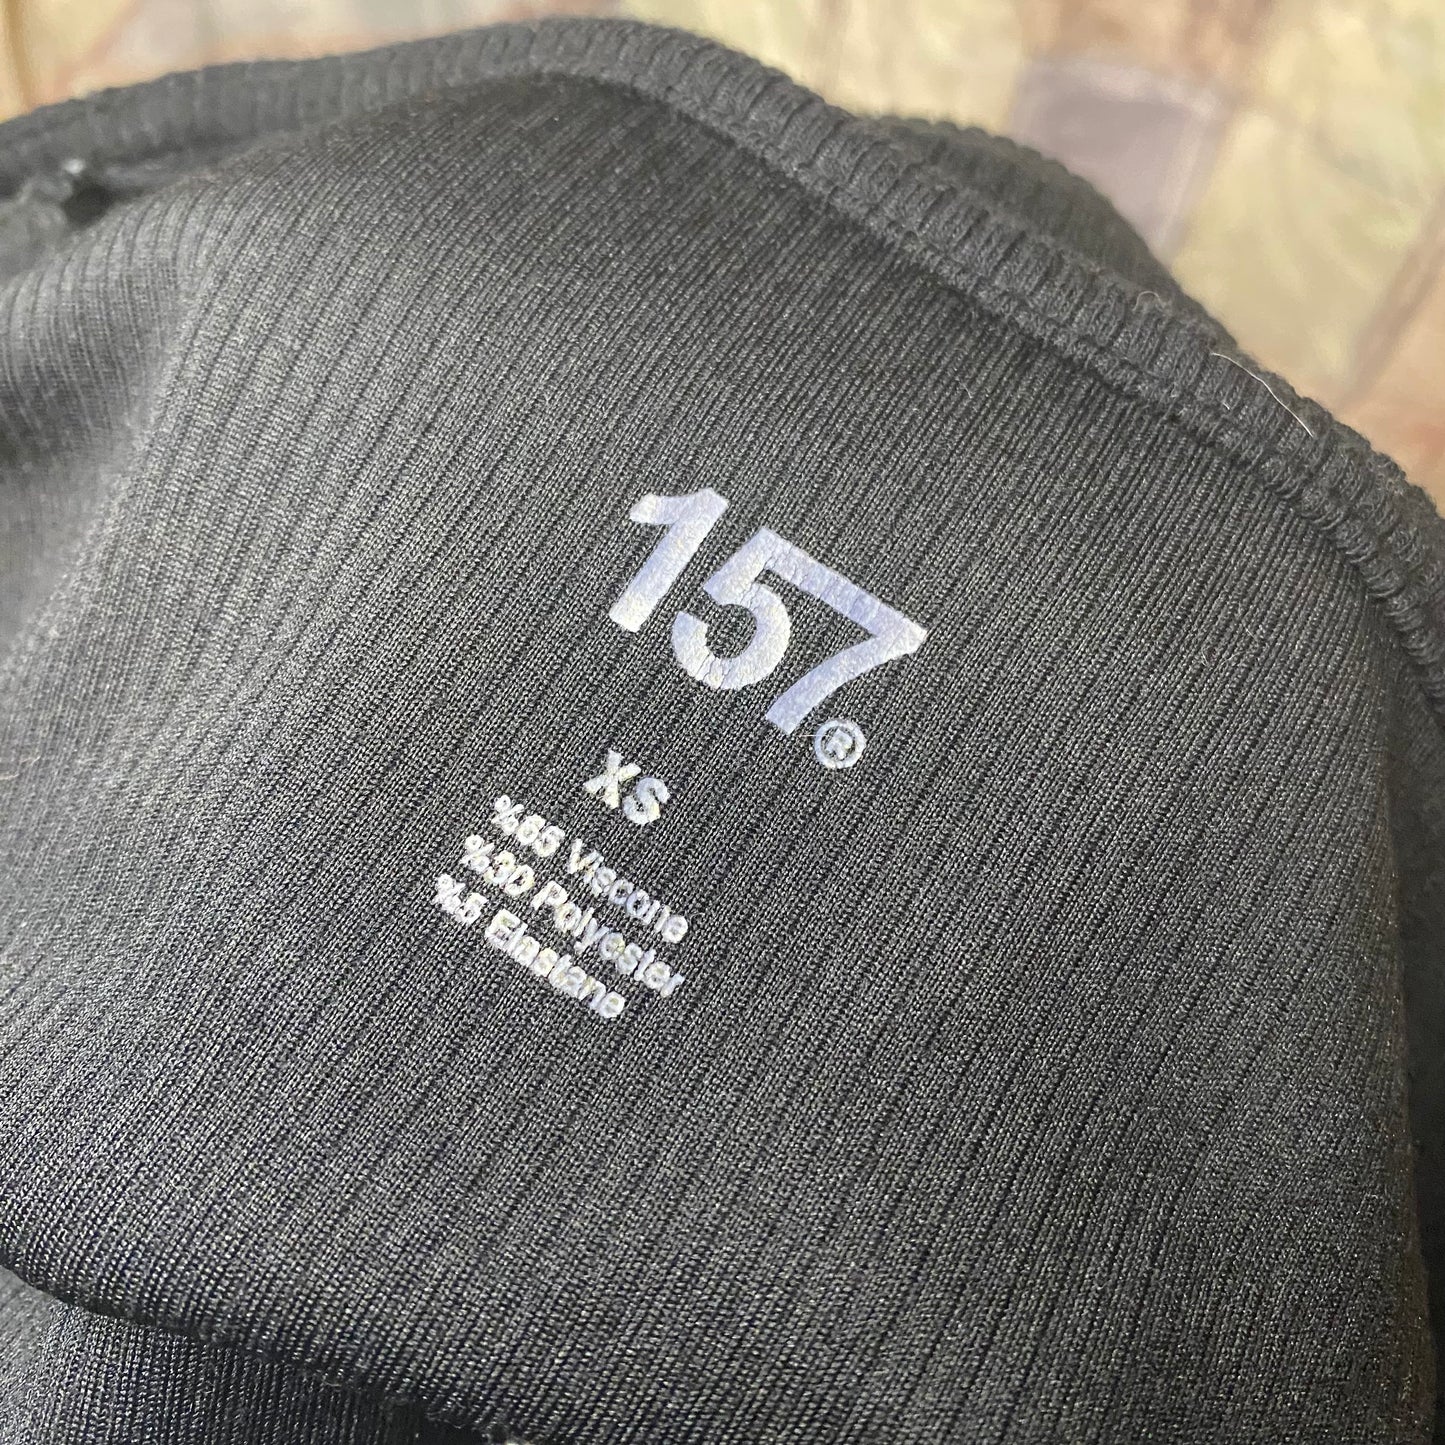 157®
XS
%65 Viscone
%30 Polyester
%5 Elastane